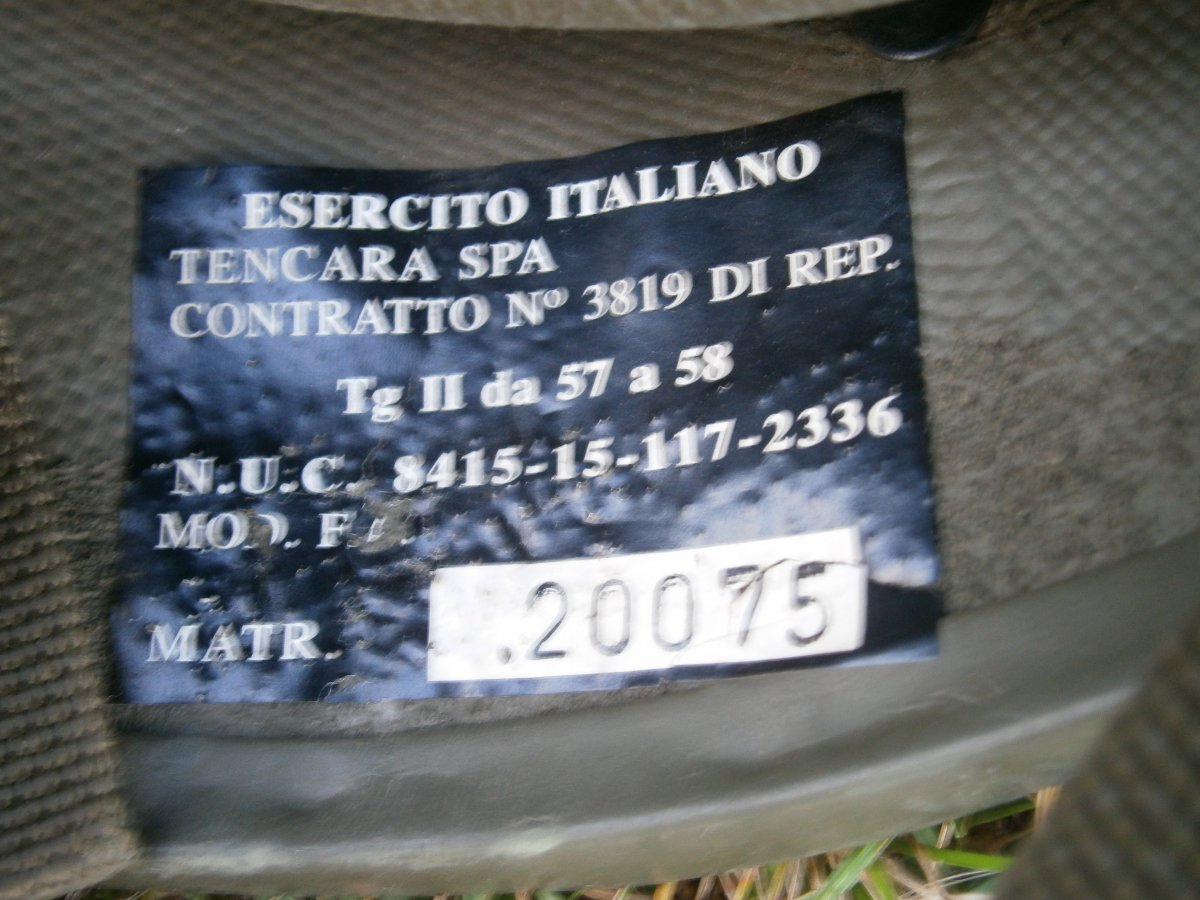 ESERCITO ITALIANO
TENCARA SPA
CONTRATTO Nº 3819 DI REP.
Tg II da 57 a 58
N.U.C. 8415-15-117-2336
MOD.
MATR. .20075